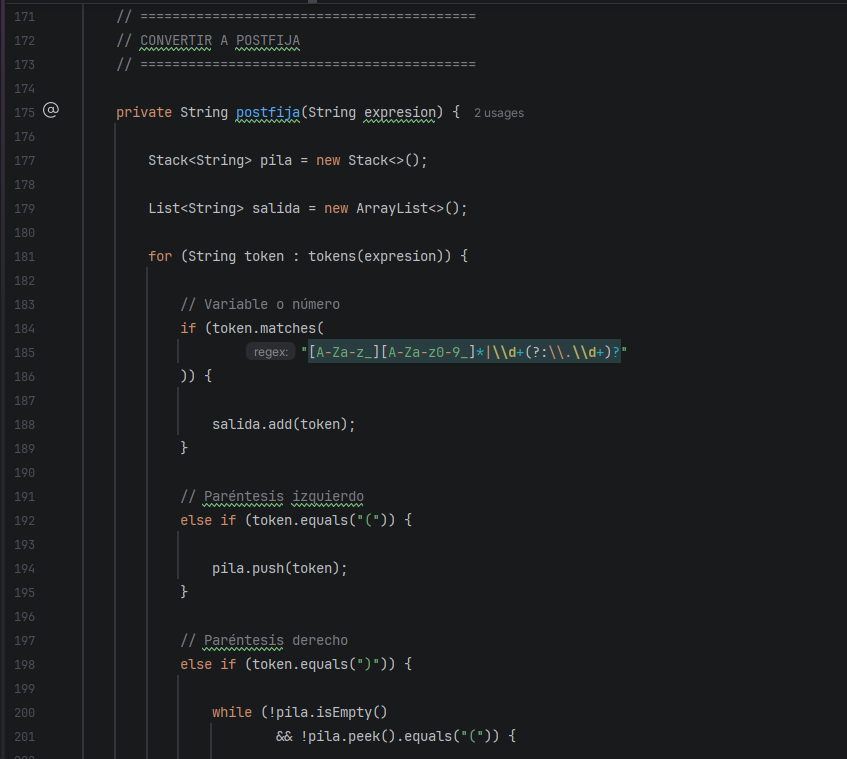 171 // ==========================================
172 // CONVERTIR A POSTFIJA
173 // ==========================================
174
175 @ private String postfija(String expresion) { 2 usages
176
177 Stack<String> pila = new Stack<>();
178
179 List<String> salida = new ArrayList<>();
180
181 for (String token : tokens(expresion)) {
182
183 // Variable o número
184 if (token.matches(
185 regex: "[A-Za-z_][A-Za-z0-9_]*|\\d+(?:\\.\\d+)?"
186 )) {
187
188 salida.add(token);
189 }
190
191 // Paréntesis izquierdo
192 else if (token.equals("(")) {
193
194 pila.push(token);
195 }
196
197 // Paréntesis derecho
198 else if (token.equals(")")) {
199
200 while (!pila.isEmpty()
201 && !pila.peek().equals("(")) {